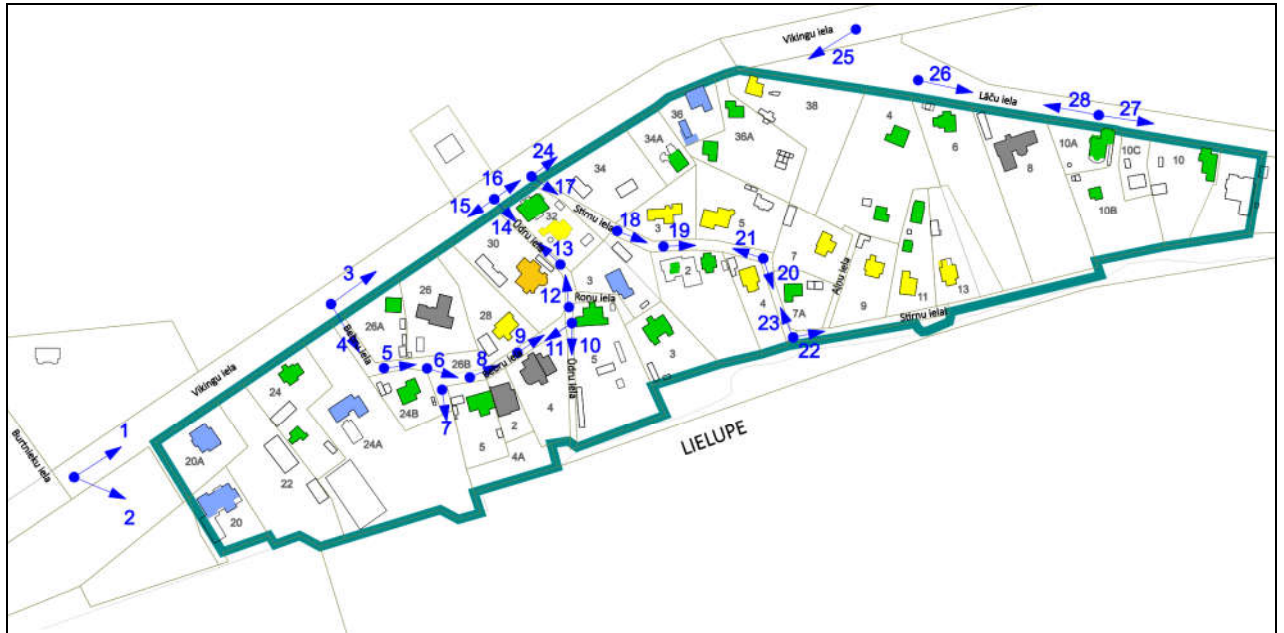 Vikingu iela
25
26
Lāču iela
28
27
36
38
36A
4
6
34A
8
10A
10C
10
10B
24
34
16
17
15
32
Stirnu iela
14
Ūdru iela
18
3
5
19
21
13
30
7
2
20
Aļņu iela
3
3
26
12
Roņu iela
4
9
11
13
26A
28
7A
23
Stirnu iela
22
Bebru iela
4
5
6
26B
8
9
Bebru iela
11
10
3
Vikingu iela
24
24B
5
Ūdru iela
7
2
4
24A
5
LIELUPE
4A
Burtnieku iela
1
20A
22
2
20